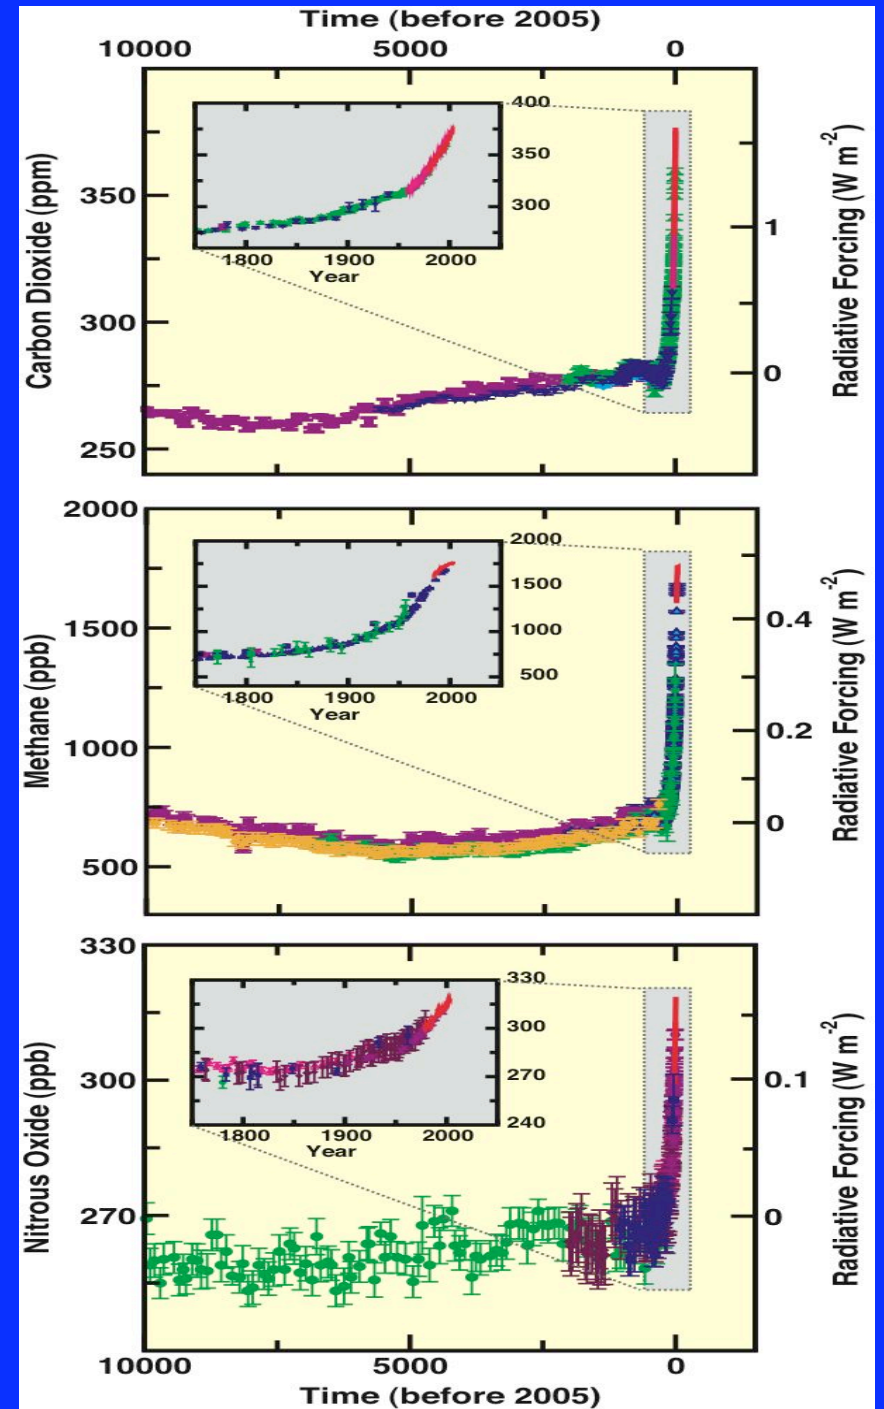 Time (before 2005)
10000 5000 0
Carbon Dioxide (ppm)
350
300
250
400
350
300
1800 1900 2000
Year
1
0
Radiative Forcing (W m-2)
Methane (ppb)
2000
1500
1000
500
2000
1500
1000
500
1800 1900 2000
Year
0.4
0.2
0
Radiative Forcing (W m-2)
Nitrous Oxide (ppb)
330
300
270
330
300
270
240
1800 1900 2000
Year
0.1
0
Radiative Forcing (W m-2)
10000 5000 0
Time (before 2005)